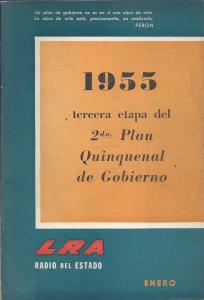 Un plan de gobierno no es en sí una obra de arte.
La obra de arte está, precisamente, en realizarlo.
PERON
1955
tercera etapa del
2do. Plan
Quinquenal
de Gobierno
LRA
RADIO DEL ESTADO
ENERO